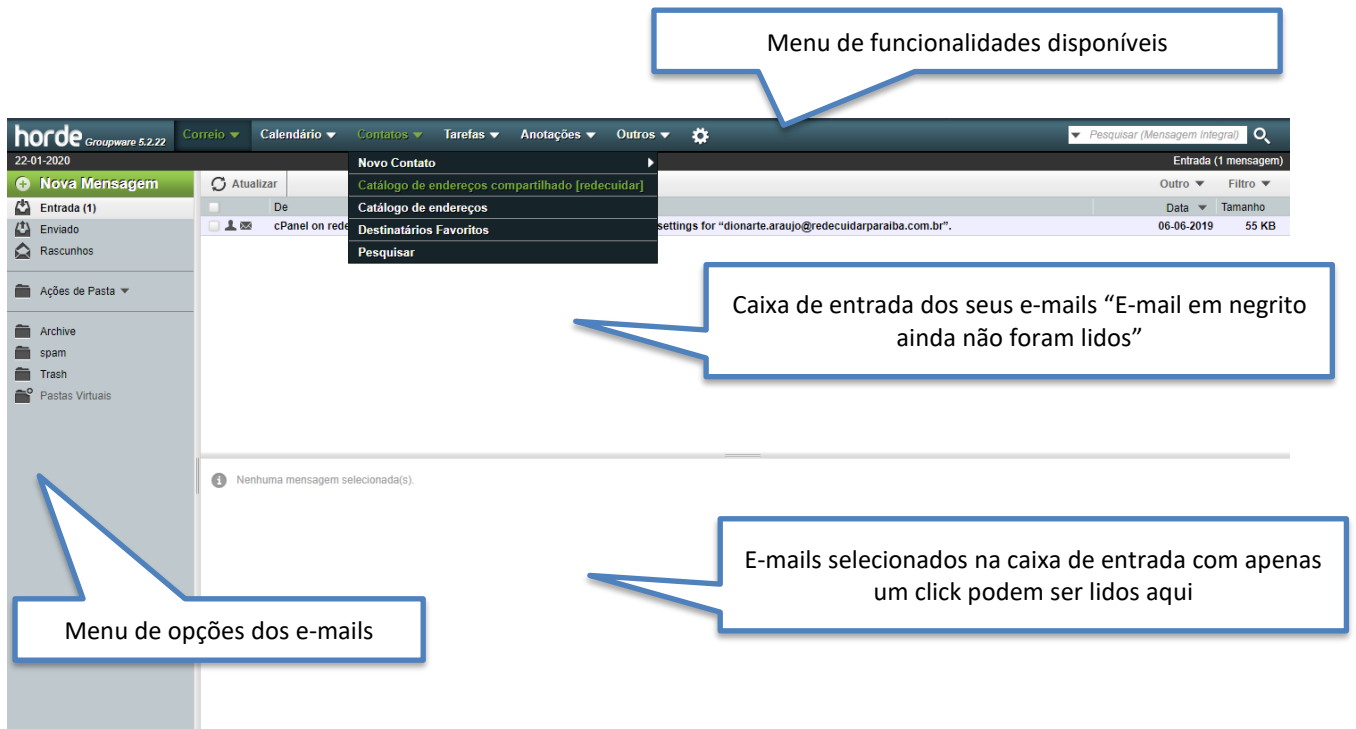 Menu de funcionalidades disponíveis
horde Groupware 5.2.22 Correio Calendário Contatos Tarefas Anotações Outros Pesquisar (Mensagem Integral)
22-01-2020 Entrada (1 mensagem)
Nova Mensagem Atualizar Outro Filtro
Novo Contato
Catálogo de endereços compartilhado [redecuidar]
Catálogo de endereços
Destinatários Favoritos
Pesquisar
De Data Tamanho
cPanel on rede settings for “dionarte.araujo@redecuidarparaiba.com.br”. 06-06-2019 55 KB
Entrada (1)
Enviado
Rascunhos
Ações de Pasta
Archive
spam
Trash
Pastas Virtuais
Caixa de entrada dos seus e-mails “E-mail em negrito
ainda não foram lidos”
Nenhuma mensagem selecionada(s).
E-mails selecionados na caixa de entrada com apenas
um click podem ser lidos aqui
Menu de opções dos e-mails